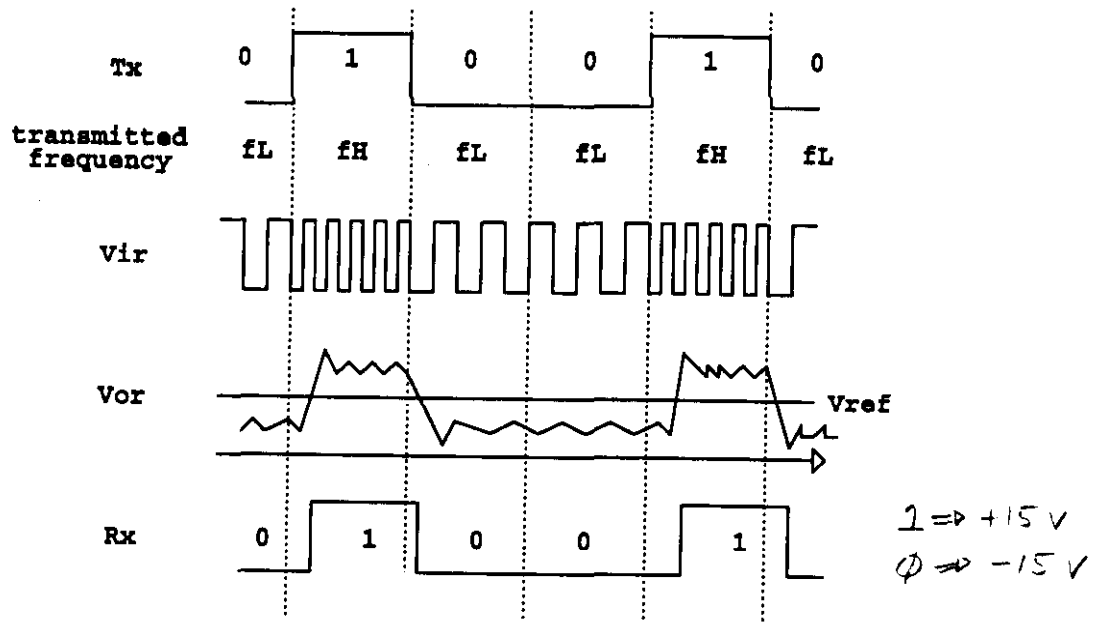 Tx 0 1 0 0 1 0
transmitted
frequency fL fH fL fL fH fL
Vir
Vor Vref
Rx 0 1 0 0 1
1 => +15 V
φ => -15 V